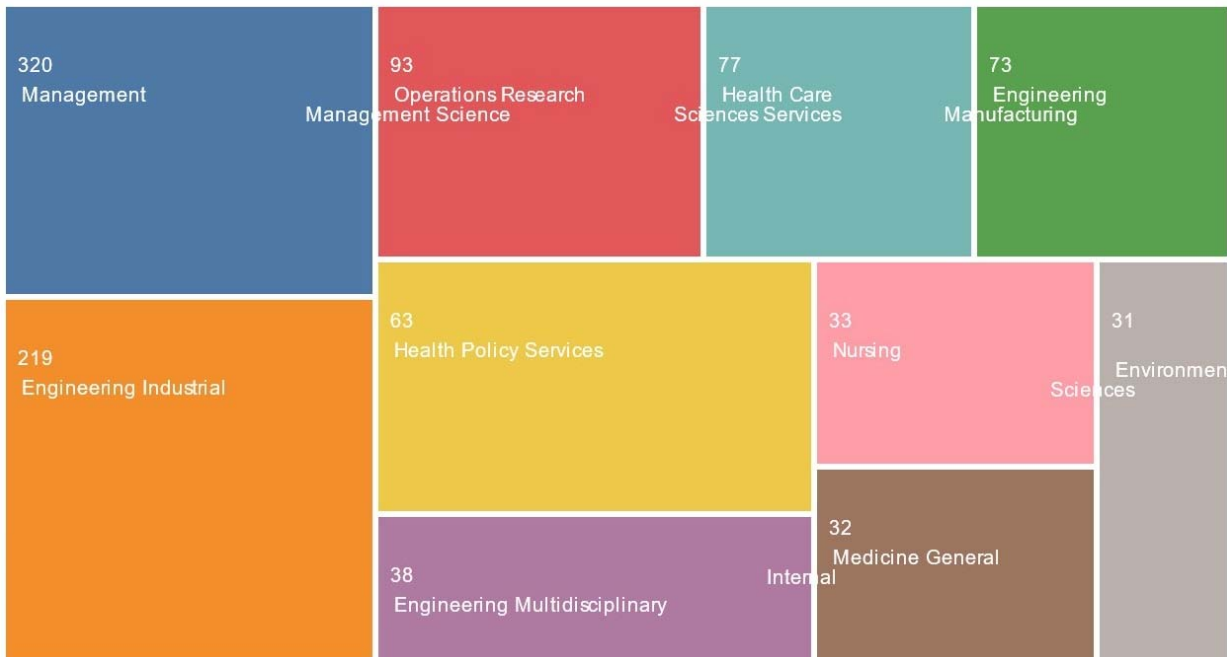 320
Management
93
Operations Research
Management Science
77
Health Care
Sciences Services
73
Engineering
Manufacturing
219
Engineering Industrial
63
Health Policy Services
33
Nursing
31
Environmen
Sciences
38
Engineering Multidisciplinary
32
Medicine General
Internal